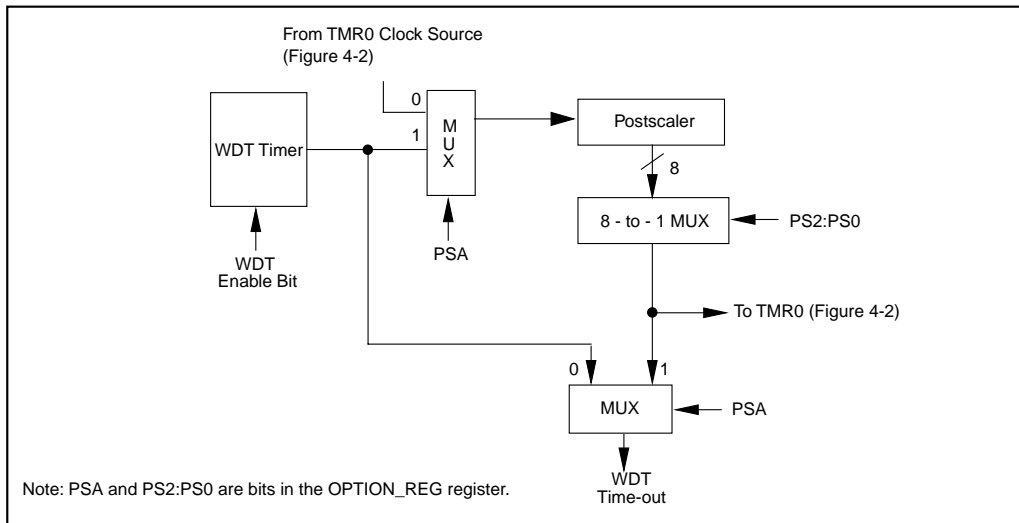 From TMR0 Clock Source
(Figure 4-2)
0
1
M
U
X
WDT Timer
Postscaler
8
8 - to - 1 MUX
PS2:PS0
PSA
WDT
Enable Bit
To TMR0 (Figure 4-2)
0
1
MUX
PSA
WDT
Time-out
Note: PSA and PS2:PS0 are bits in the OPTION_REG register.